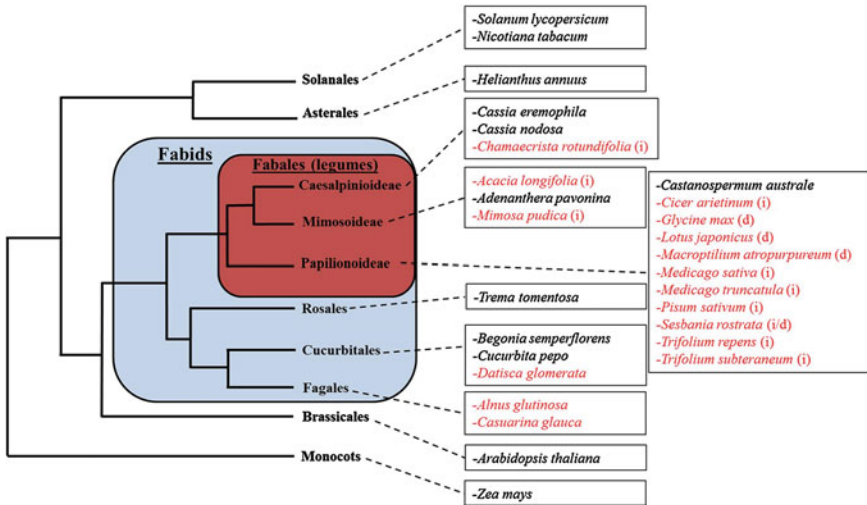 -Solanum lycopersicum
-Nicotiana tabacum
Solanales
-Helianthus annuus
Asterales
Fabids
Fabales (legumes)
-Cassia eremophila
-Cassia nodosa
-Chamaecrista rotundifolia (i)
Caesalpinioideae
-Acacia longifolia (i)
-Adenanthera pavonina
-Mimosa pudica (i)
Mimosoideae
Papilionoideae
-Castanospermum australe
-Cicer arietinum (i)
-Glycine max (d)
-Lotus japonicus (d)
-Macroptilium atropurpureum (d)
-Medicago sativa (i)
-Medicago truncatula (i)
-Pisum sativum (i)
-Sesbania rostrata (i/d)
-Trifolium repens (i)
-Trifolium subteraneum (i)
Rosales
-Trema tomentosa
Cucurbitales
-Begonia semperflorens
-Cucurbita pepo
-Datisca glomerata
Fagales
-Alnus glutinosa
-Casuarina glauca
Brassicales
-Arabidopsis thaliana
Monocots
-Zea mays